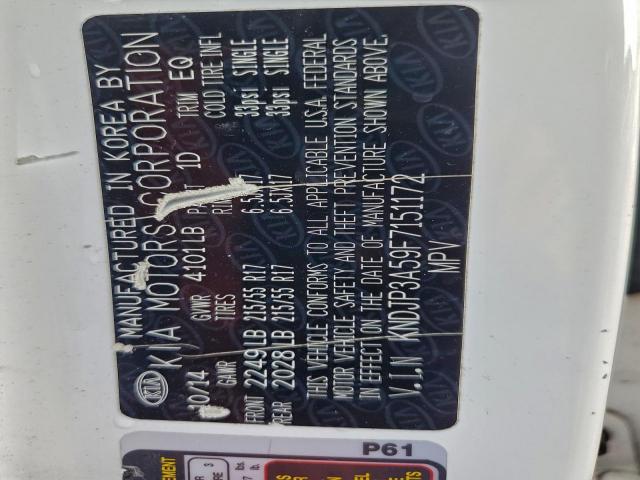 MANUFACTURED IN KOREA BY
KIA MOTORS CORPORATION
KIA
10/14 GVWR 4101LB PAINT 1D TRIM EQ
GAWR TIRES COLD TIRE INFL
FRONT 2249LB 215/55 R17 6.5JX17 33psi SINGLE
REAR 2028LB 215/55 R17 6.5JX17 33psi SINGLE
THIS VEHICLE CONFORMS TO ALL APPLICABLE U.S.A. FEDERAL
MOTOR VEHICLE SAFETY AND THEFT PREVENTION STANDARDS
IN EFFECT ON THE DATE OF MANUFACTURE SHOWN ABOVE.
V.I.N KNDJP3A59F7151172
MPV
P61